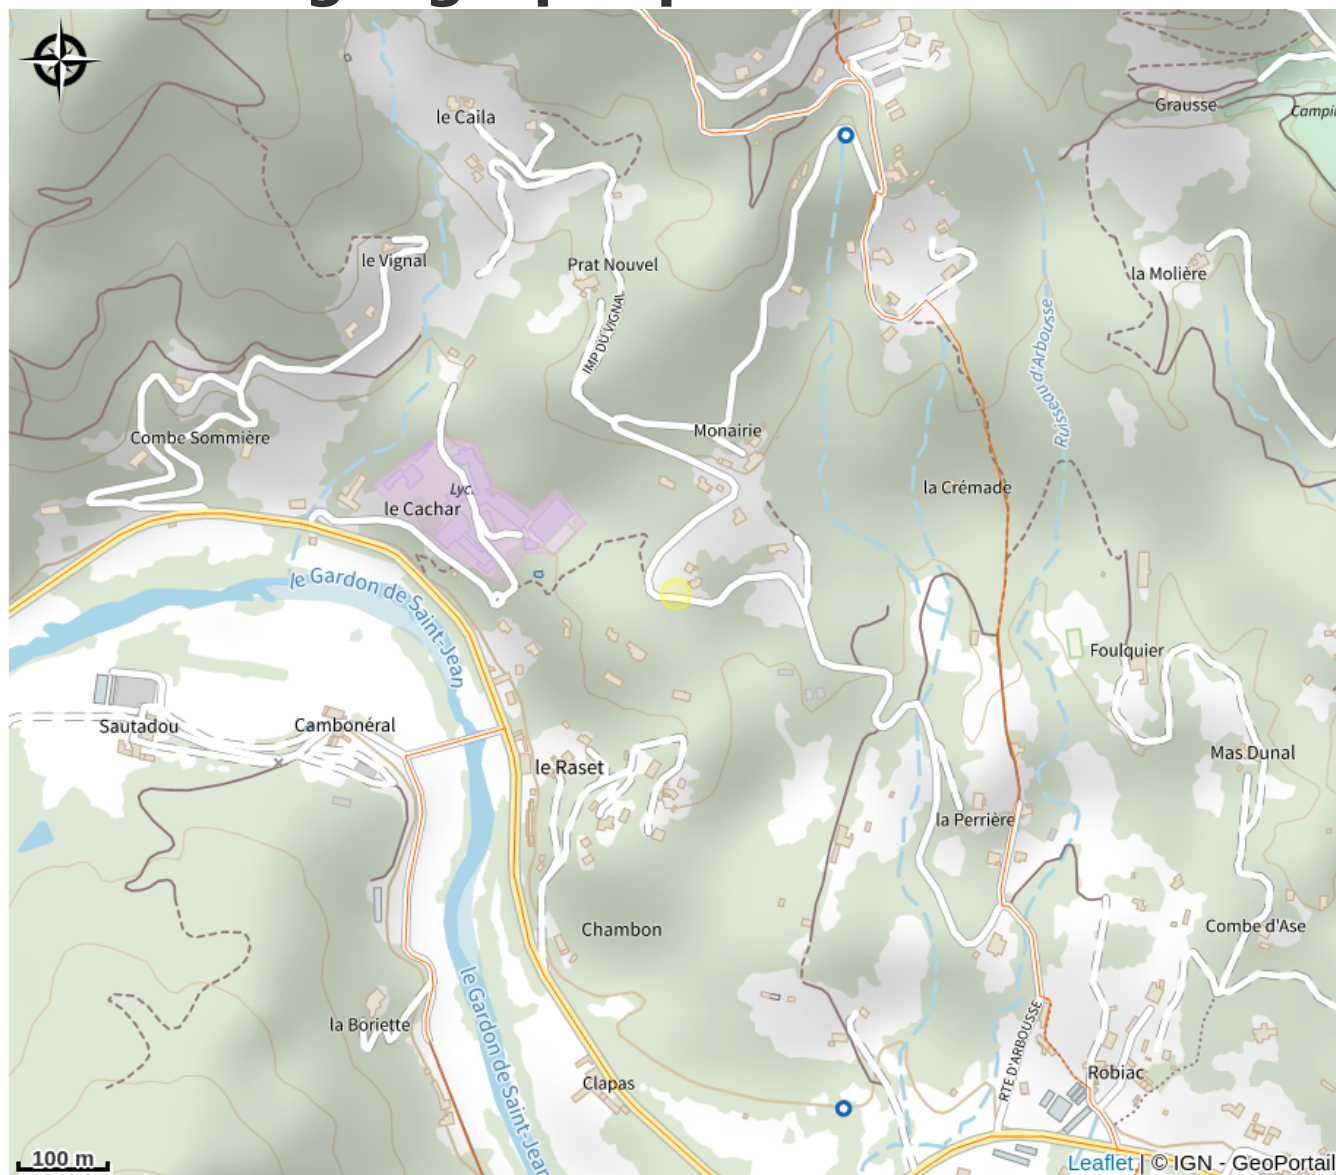 le Caila
Grausse
le Vignal
Prat Nouvel
la Molière
IMP DU VIGNAL
Ruisseau d'Arbousse
Combe Sommière
Monairie
Lyc.
le Cachar
la Crémade
le Gardon de Saint-Jean
Foulquier
Sautadou
Cambonéral
le Raset
Mas Dunal
la Perrière
Chambon
Combe d'Ase
la Boriette
le Gardon de Saint-Jean
RTE D'ARBOUSSE
Clapas
Robiac
100 m
Leaflet | © IGN - GeoPortail